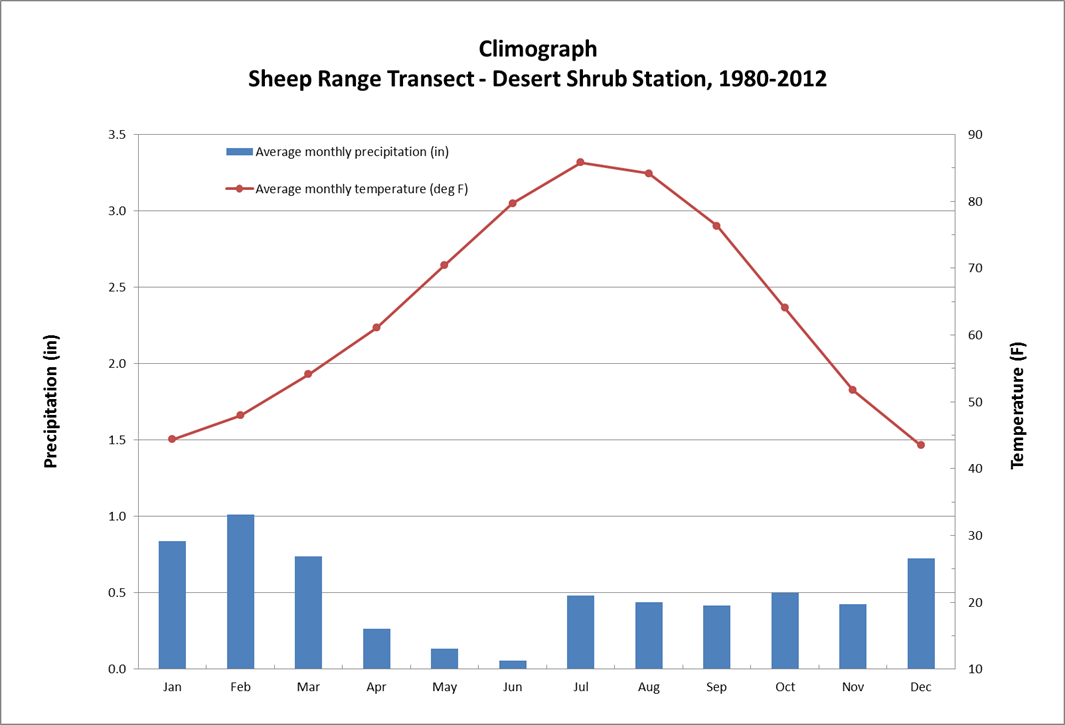 Climograph
Sheep Range Transect - Desert Shrub Station, 1980-2012
Average monthly precipitation (in)
Average monthly temperature (deg F)
Precipitation (in)
3.5
3.0
2.5
2.0
1.5
1.0
0.5
0.0
90
80
70
60
50
40
30
20
10
Temperature (F)
Jan Feb Mar Apr May Jun Jul Aug Sep Oct Nov Dec